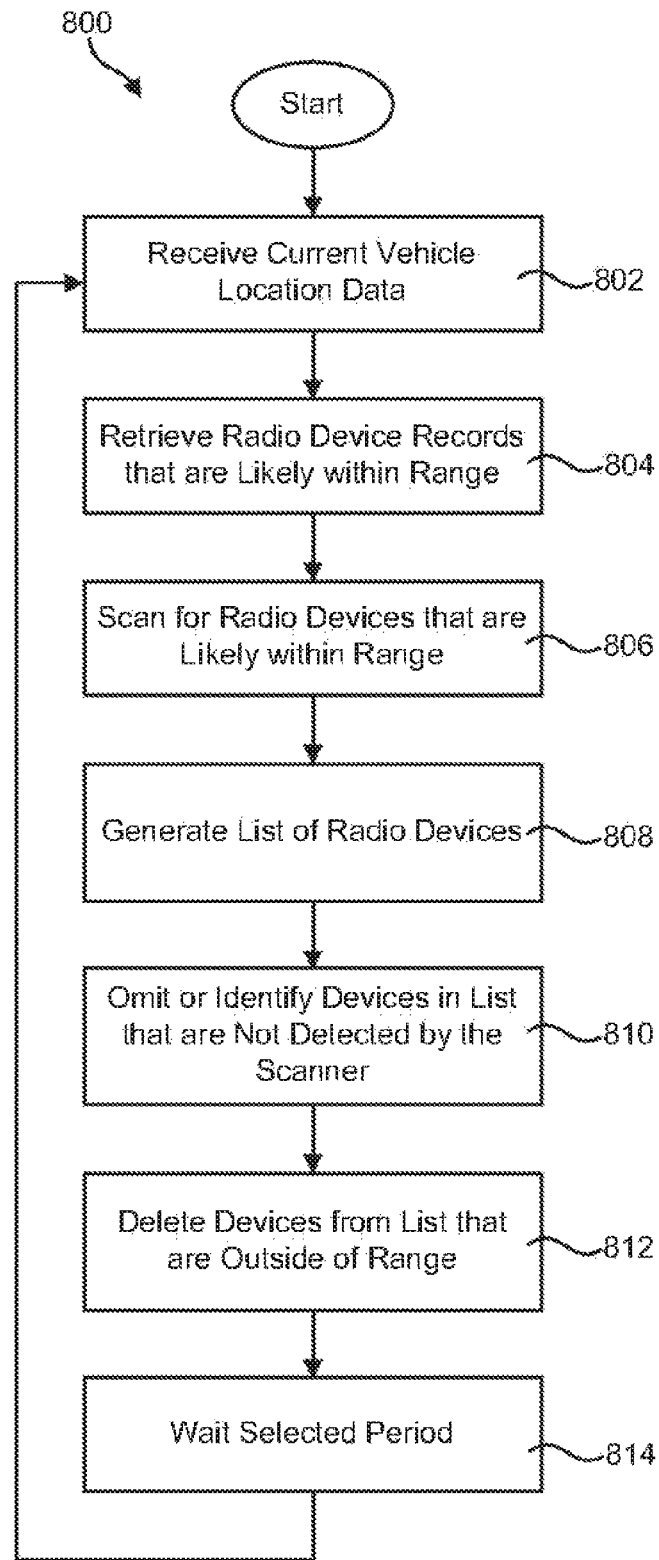 800
Start
Receive Current Vehicle
Location Data
802
Retrieve Radio Device Records
that are Likely within Range
804
Scan for Radio Devices that are
Likely within Range
806
Generate List of Radio Devices
808
Omit or Identify Devices in List
that are Not Detected by the
Scanner
810
Delete Devices from List that
are Outside of Range
812
Wait Selected Period
814